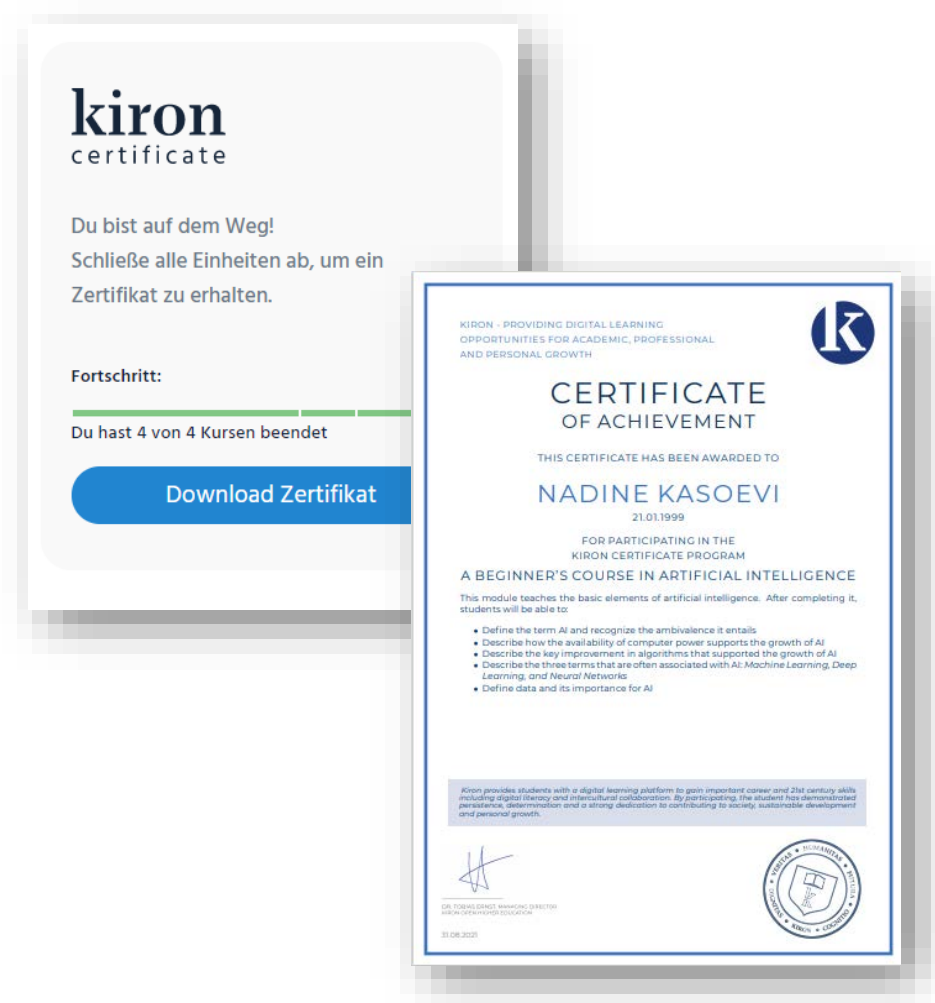 kiron
certificate
Du bist auf dem Weg!
Schließe alle Einheiten ab, um ein
Zertifikat zu erhalten.
Fortschritt:
Du hast 4 von 4 Kursen beendet
Download Zertifikat
KIRON - PROVIDING DIGITAL LEARNING
OPPORTUNITIES FOR ACADEMIC, PROFESSIONAL
AND PERSONAL GROWTH
K
CERTIFICATE
OF ACHIEVEMENT
THIS CERTIFICATE HAS BEEN AWARDED TO
NADINE KASOEVI
21.01.1999
FOR PARTICIPATING IN THE
KIRON CERTIFICATE PROGRAM
A BEGINNER'S COURSE IN ARTIFICIAL INTELLIGENCE
This module teaches the basic elements of artificial intelligence. After completing it,
students will be able to:
• Define the term AI and recognize the ambivalence it entails
• Describe how the availability of computer power supports the growth of AI
• Describe the key improvement in algorithms that supported the growth of AI
• Describe the three terms that are often associated with AI: Machine Learning, Deep
Learning, and Neural Networks
• Define data and its importance for AI
Kiron provides students with a digital learning platform to gain important career and 21st century skills
including digital literacy and intercultural collaboration. By participating, the student has demonstrated
persistence, determination and a strong dedication to contributing to society, sustainable development
and personal growth.
DR. TOBIAS ERNST, MANAGING DIRECTOR
KIRON OPEN HIGHER EDUCATION
31.08.2021
VERITAS • HUMANITAS • • COGNITIO • KIRON •